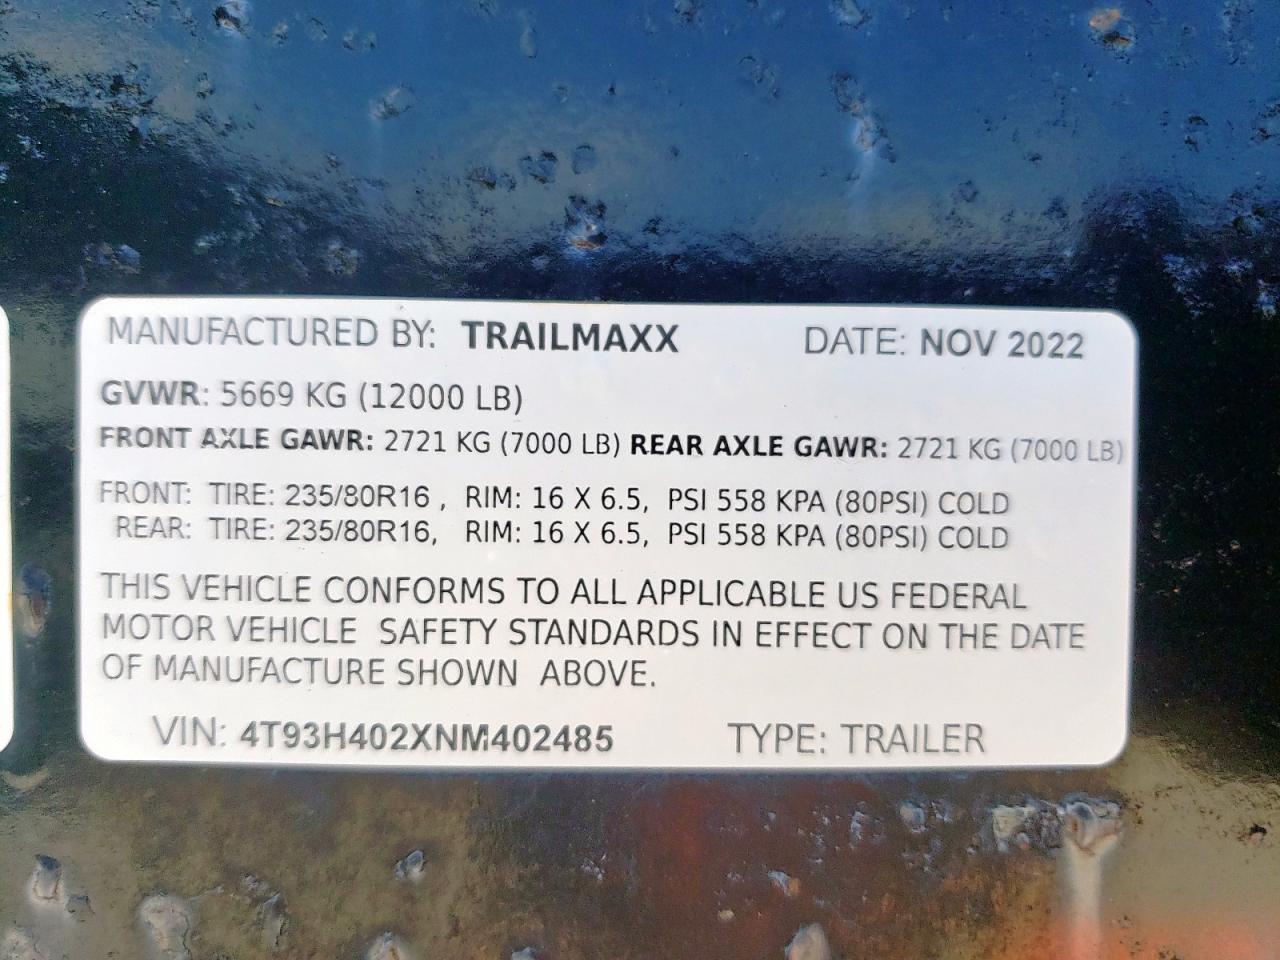 MANUFACTURED BY: TRAILMAXX DATE: NOV 2022
GVWR: 5669 KG (12000 LB)
FRONT AXLE GAWR: 2721 KG (7000 LB) REAR AXLE GAWR: 2721 KG (7000 LB)
FRONT: TIRE: 235/80R16 , RIM: 16 X 6.5, PSI 558 KPA (80PSI) COLD
REAR: TIRE: 235/80R16, RIM: 16 X 6.5, PSI 558 KPA (80PSI) COLD
THIS VEHICLE CONFORMS TO ALL APPLICABLE US FEDERAL
MOTOR VEHICLE SAFETY STANDARDS IN EFFECT ON THE DATE
OF MANUFACTURE SHOWN ABOVE.
VIN: 4T93H402XNM402485 TYPE: TRAILER